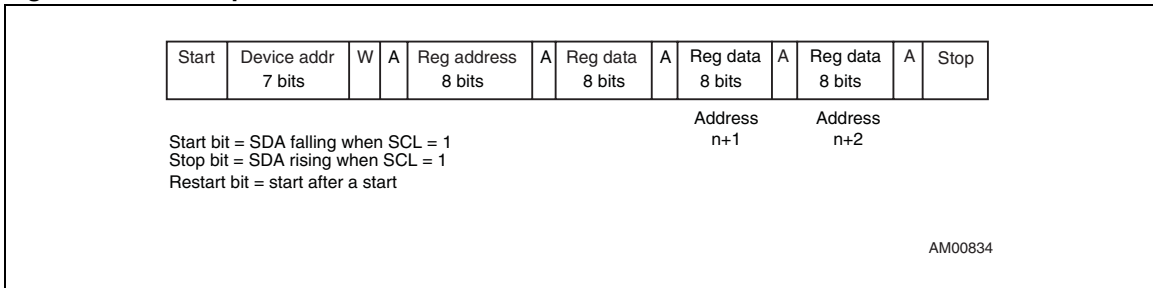 Start Device addr W A Reg address A Reg data A Reg data A Reg data A Stop
7 bits 8 bits 8 bits 8 bits 8 bits
Address Address
n+1 n+2
Start bit = SDA falling when SCL = 1
Stop bit = SDA rising when SCL = 1
Restart bit = start after a start
AM00834